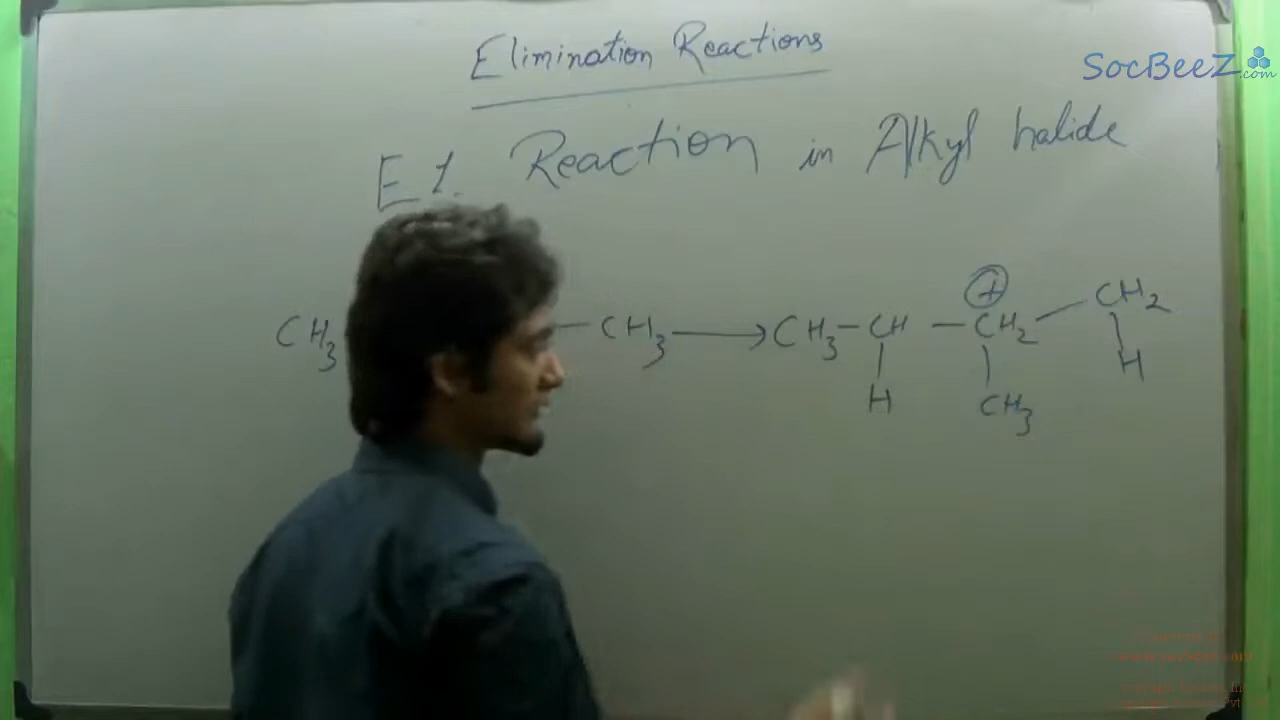 Elimination Reactions
SocBeeZ.com
E1. Reaction in Alkyl halide
CH3 — CH3 → CH3 – CH — CH2 — CH2
⊕
H CH3 H